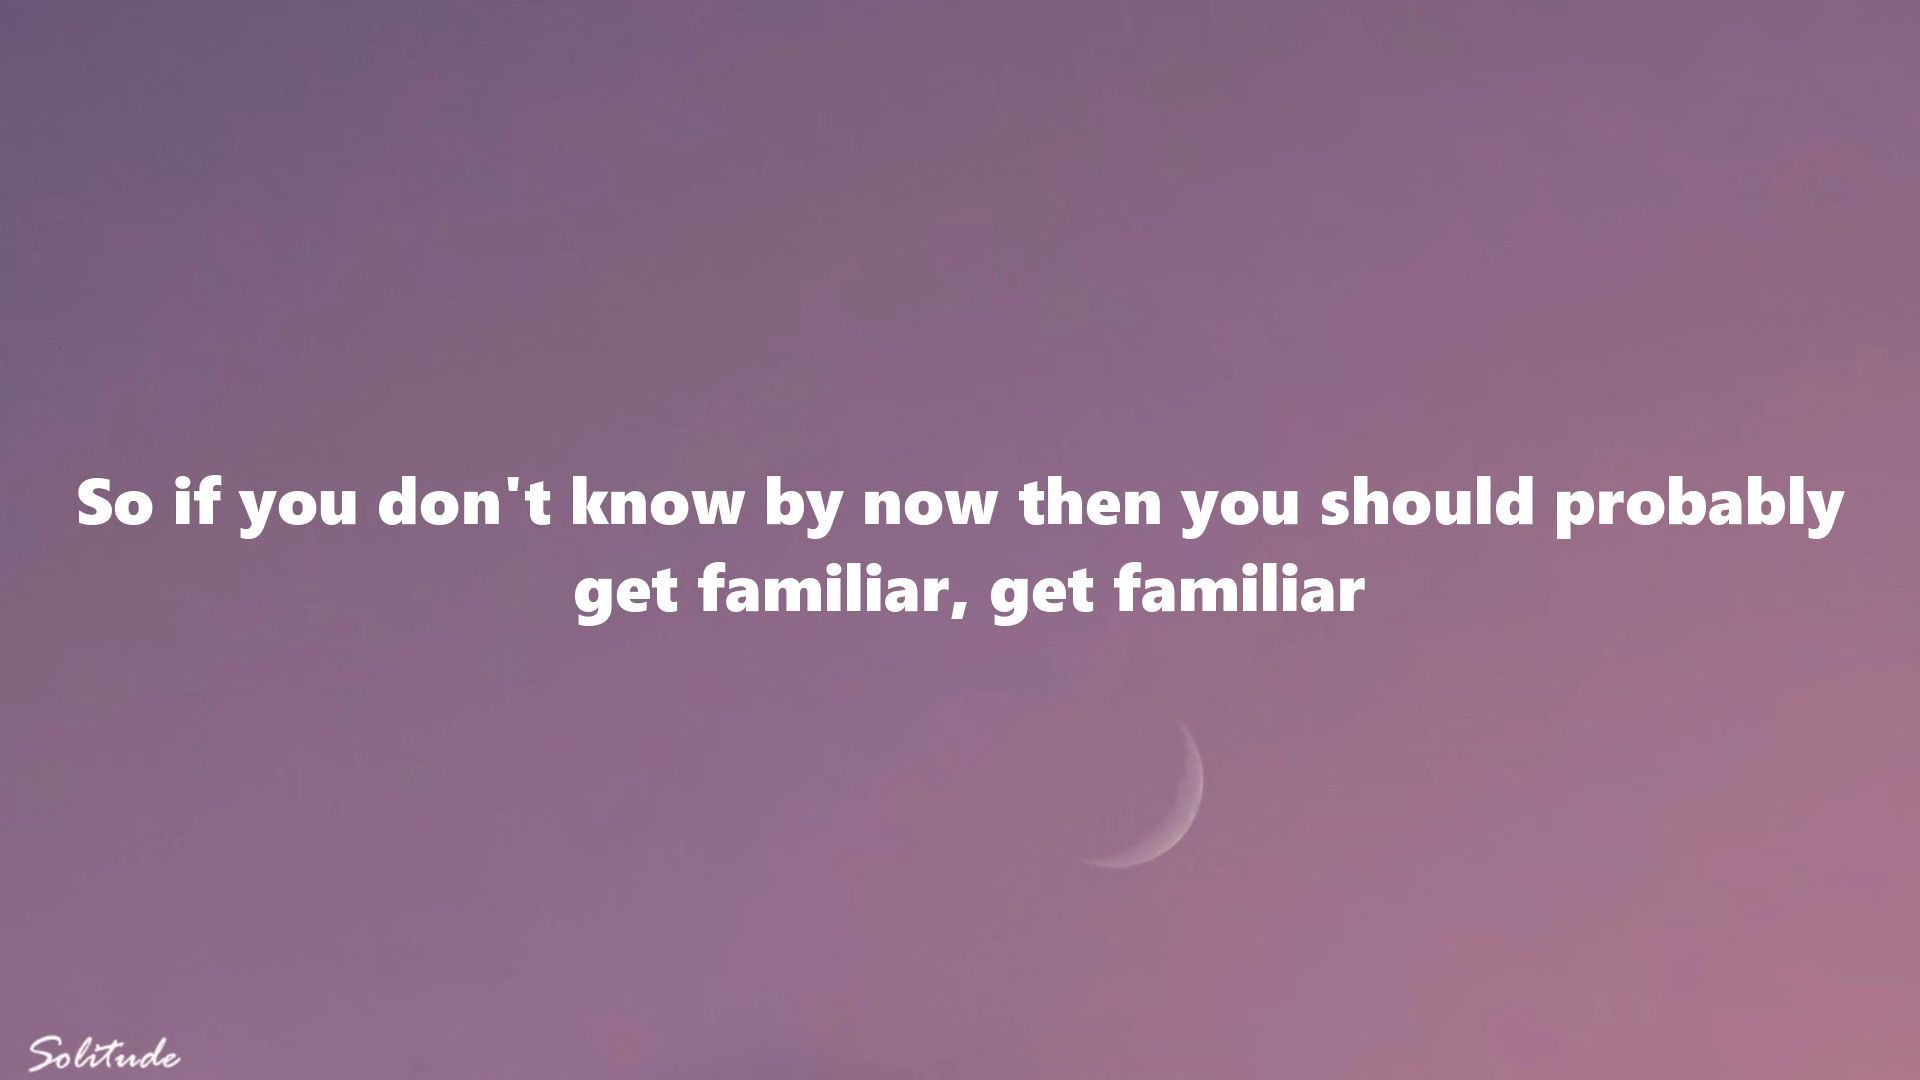 So if you don't know by now then you should probably
get familiar, get familiar
Solitude